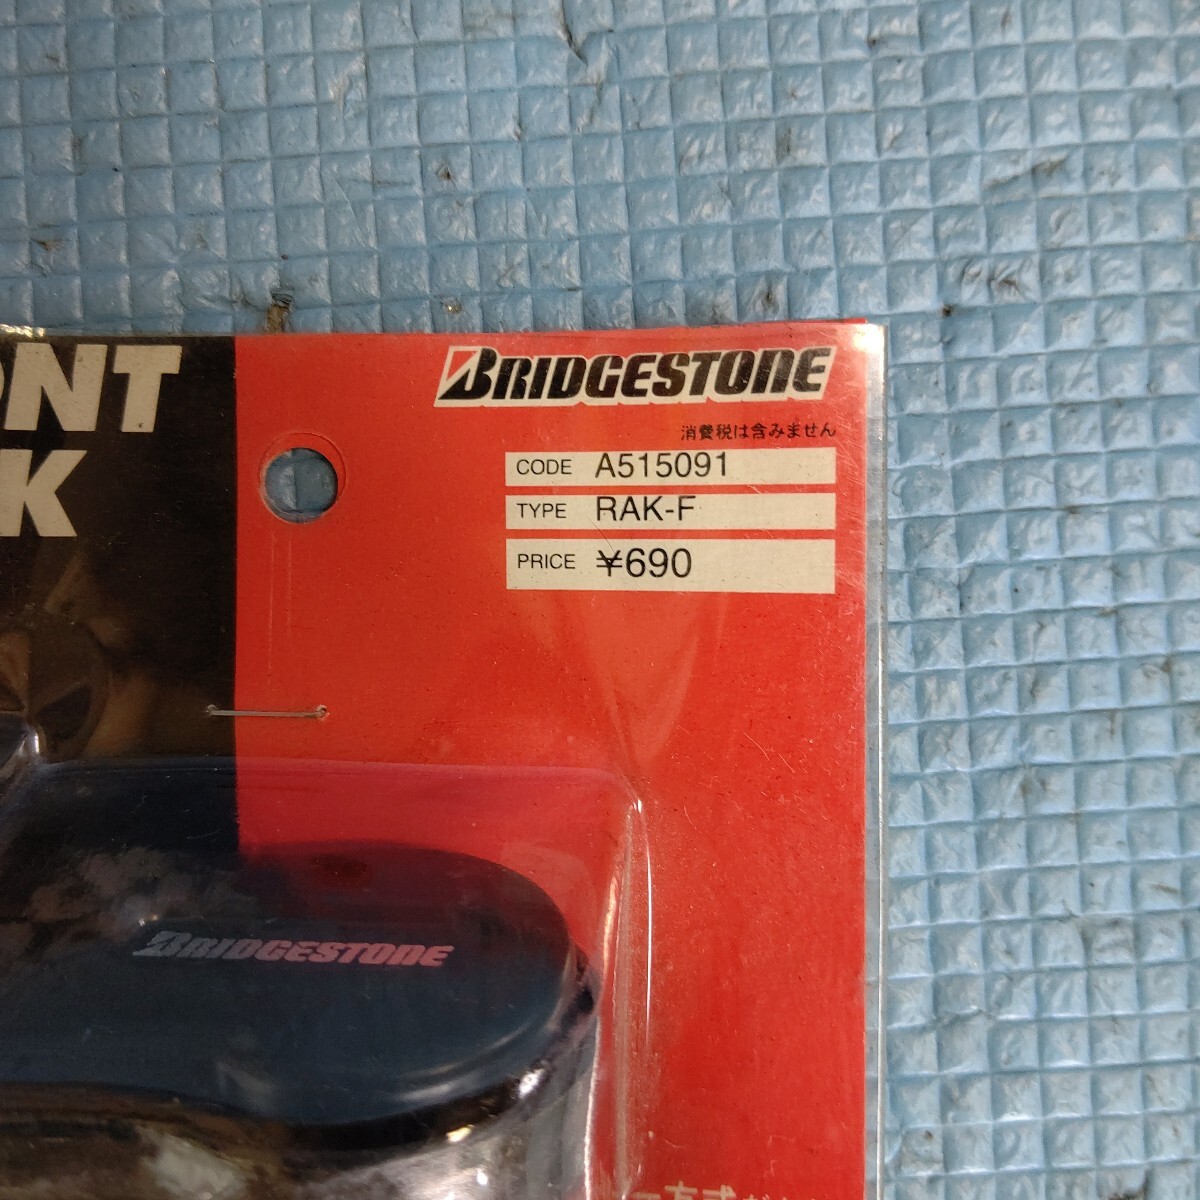 ONT
K
BRIDGESTONE
消費税は含みません
CODE A515091
TYPE RAK-F
PRICE ¥690
BRIDGESTONE